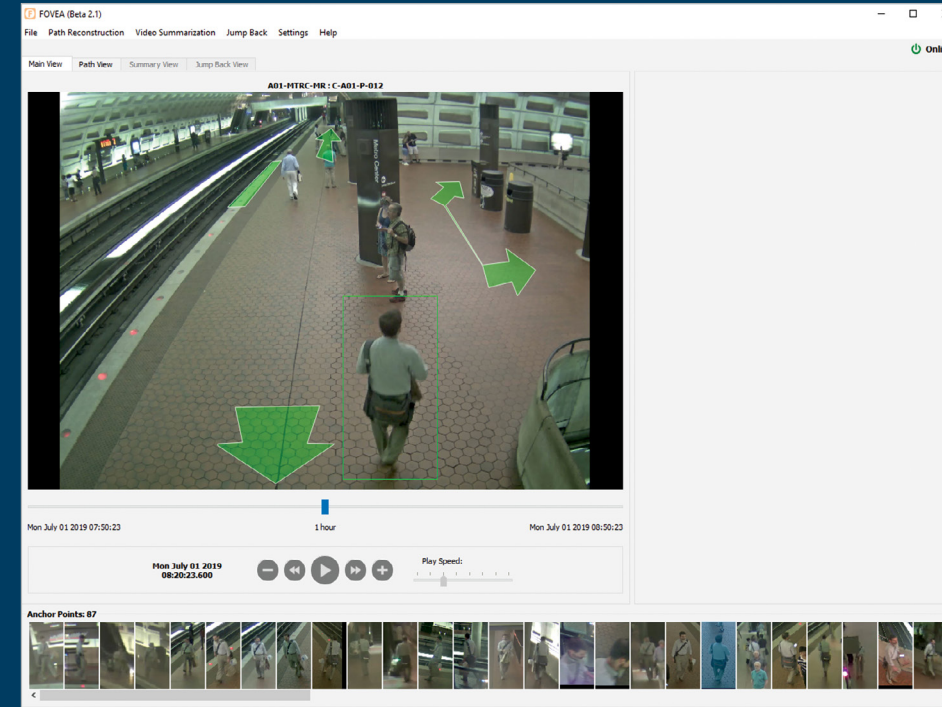 FOVEA (Beta 2.1)
File Path Reconstruction Video Summarization Jump Back Settings Help
Main View Path View Summary View Jump Back View
A01-MTRC-MR : C-A01-P-012
Metro Center
Mon July 01 2019 07:50:23 1 hour Mon July 01 2019 08:50:23
Mon July 01 2019
08:20:23.600
Play Speed:
Anchor Points: 87